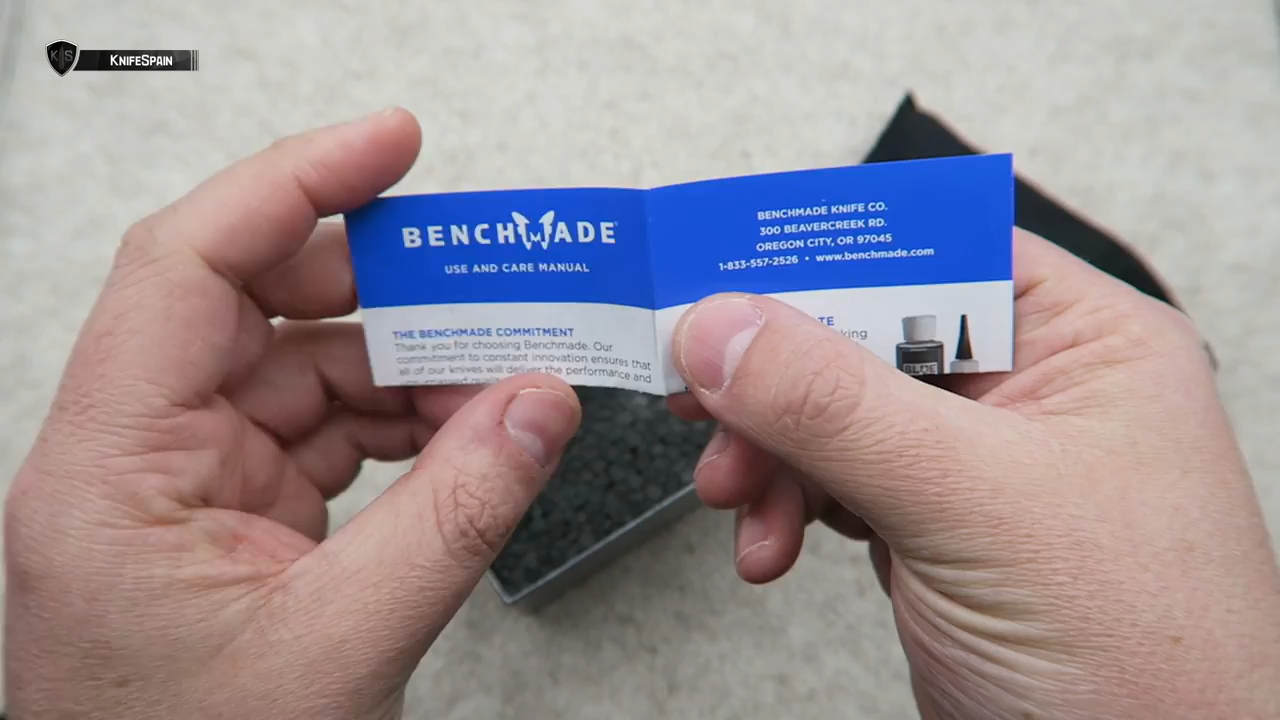 KS
KNIFESPAIN
BENCHMADE
USE AND CARE MANUAL
THE BENCHMADE COMMITMENT
Thank you for choosing Benchmade. Our
commitment to constant innovation ensures that
all of our knives will deliver the performance and
BENCHMADE KNIFE CO.
300 BEAVERCREEK RD.
OREGON CITY, OR 97045
1-833-557-2526 • www.benchmade.com
BLUE